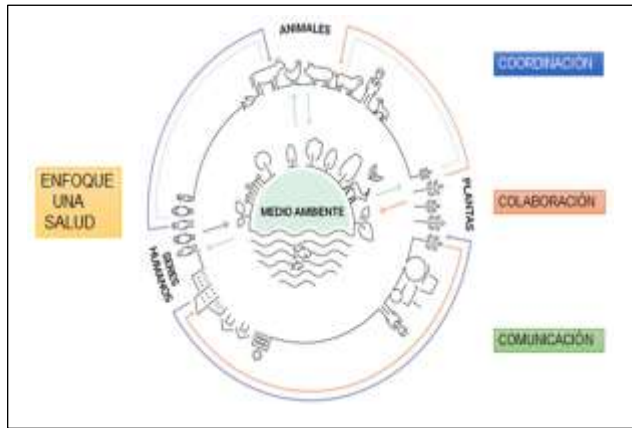 ANIMALES
COORDINACIÓN
ENFOQUE
UNA
SALUD
MEDIO AMBIENTE
PLANTAS
COLABORACIÓN
SERES
HUMANOS
COMUNICACIÓN